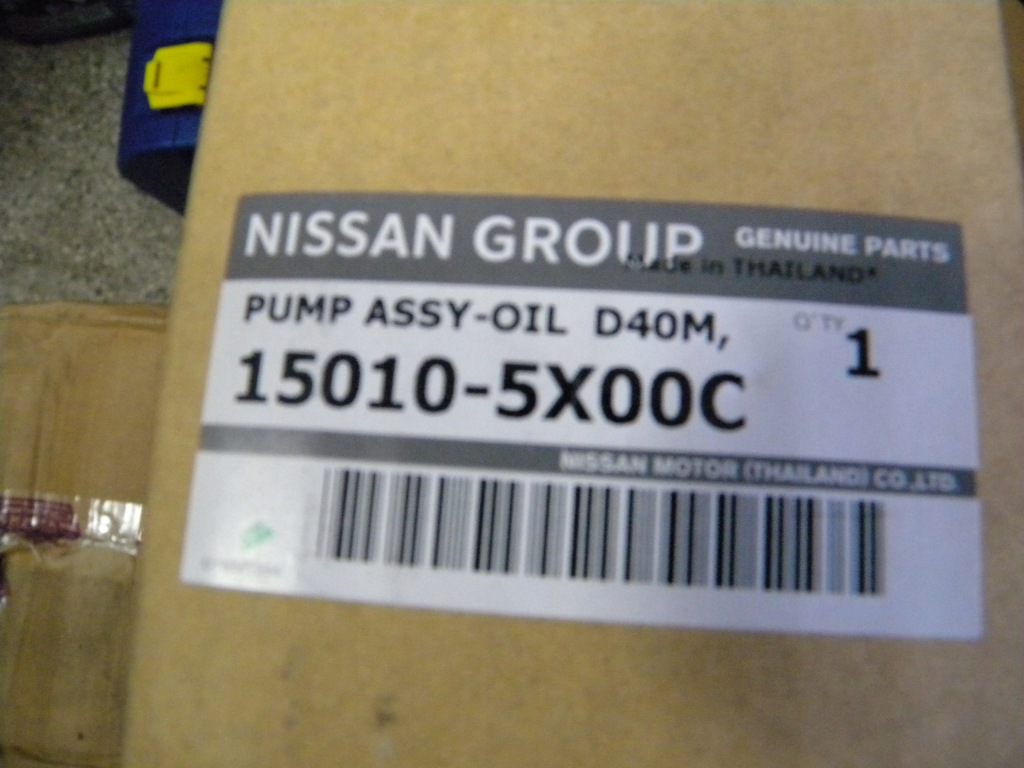 NISSAN GROUP GENUINE PARTS
Made in THAILAND*
PUMP ASSY-OIL D40M, Q'TY 1
15010-5X00C
NISSAN MOTOR (THAILAND) CO.,LTD.